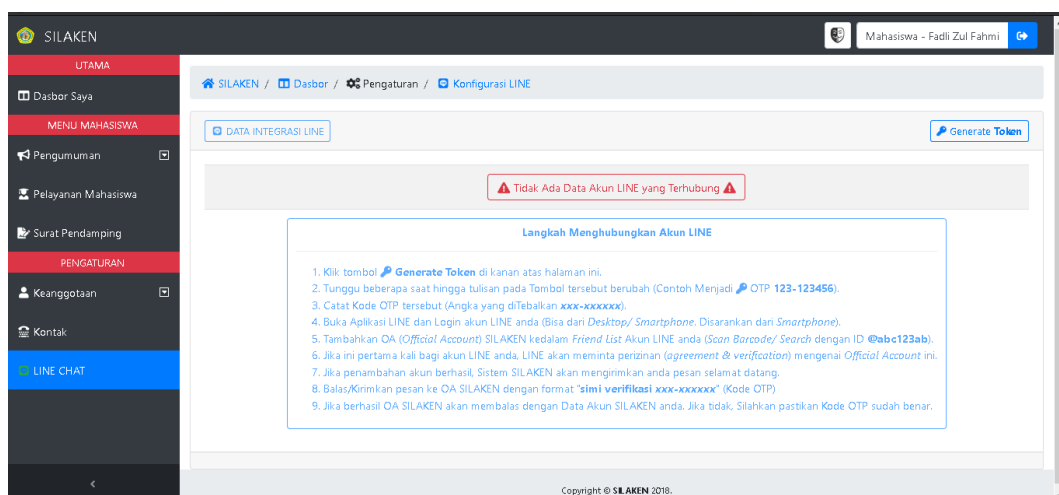 SILAKEN
Mahasiswa - Fadli Zul Fahmi
UTAMA
Dasbor Saya
MENU MAHASISWA
Pengumuman
Pelayanan Mahasiswa
Surat Pendamping
PENGATURAN
Keanggotaan
Kontak
LINE CHAT
SILAKEN / Dasbor / Pengaturan / Konfigurasi LINE
DATA INTEGRASI LINE
Generate Token
Tidak Ada Data Akun LINE yang Terhubung
Langkah Menghubungkan Akun LINE
1. Klik tombol Generate Token di kanan atas halaman ini.
2. Tunggu beberapa saat hingga tulisan pada Tombol tersebut berubah (Contoh Menjadi OTP 123-123456).
3. Catat Kode OTP tersebut (Angka yang diTebalkan xxx-xxxxxx).
4. Buka Aplikasi LINE dan Login akun LINE anda (Bisa dari Desktop/ Smartphone. Disarankan dari Smartphone).
5. Tambahkan OA (Official Account) SILAKEN kedalam Friend List Akun LINE anda (Scan Barcode/ Search dengan ID @abc123ab).
6. Jika ini pertama kali bagi akun LINE anda, LINE akan meminta perizinan (agreement & verification) mengenai Official Account ini.
7. Jika penambahan akun berhasil, Sistem SILAKEN akan mengirimkan anda pesan selamat datang.
8. Balas/Kirimkan pesan ke OA SILAKEN dengan format "simi verifikasi xxx-xxxxxx" (Kode OTP)
9. Jika berhasil OA SILAKEN akan membalas dengan Data Akun SILAKEN anda. Jika tidak, Silahkan pastikan Kode OTP sudah benar.
Copyright © SILAKEN 2018.